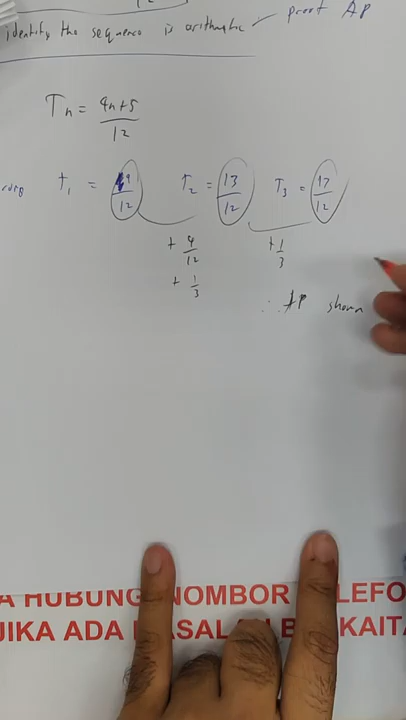 identify the sequence is arithmetic proof AP
Tn = 4n+5
12
T1 = 9/12 T2 = 13/12 T3 = 17/12
+ 4/12 + 1/3
+ 1/3
∴ AP shown
HUBUNG NOMBOR
JIKA ADA